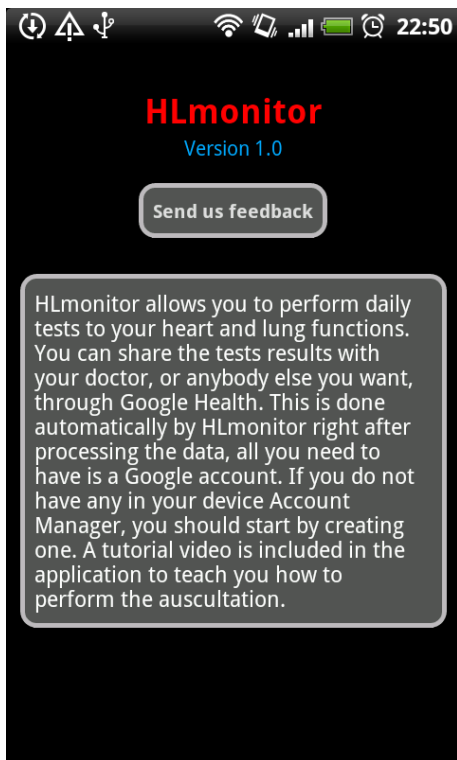 22:50
HLmonitor
Version 1.0
Send us feedback
HLmonitor allows you to perform daily
tests to your heart and lung functions.
You can share the tests results with
your doctor, or anybody else you want,
through Google Health. This is done
automatically by HLmonitor right after
processing the data, all you need to
have is a Google account. If you do not
have any in your device Account
Manager, you should start by creating
one. A tutorial video is included in the
application to teach you how to
perform the auscultation.